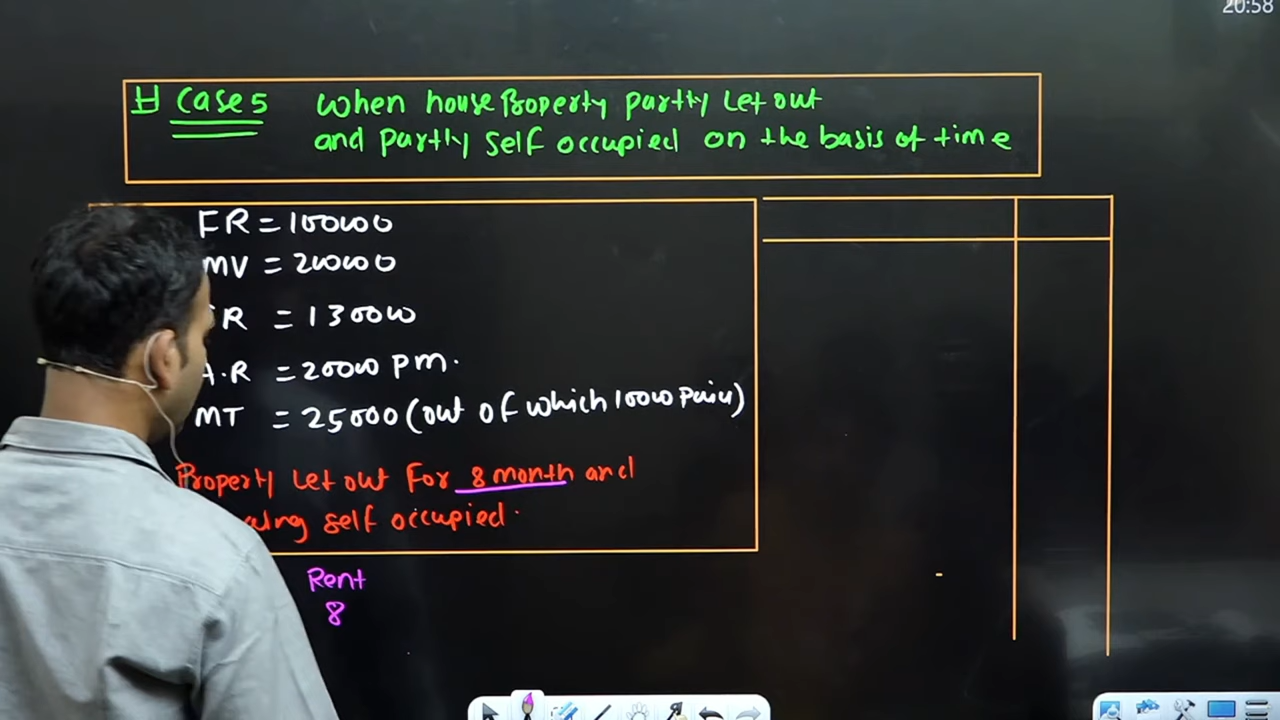 20:58
Case 5 when house Property partly Let out
and partly self occupied on the basis of time
FR = 100000
MV = 200000
R = 130000
A.R = 20000 pm.
MT = 25000 (out of which 10000 paid)
Property Let out For 8 month and
self occupied.
Rent
8